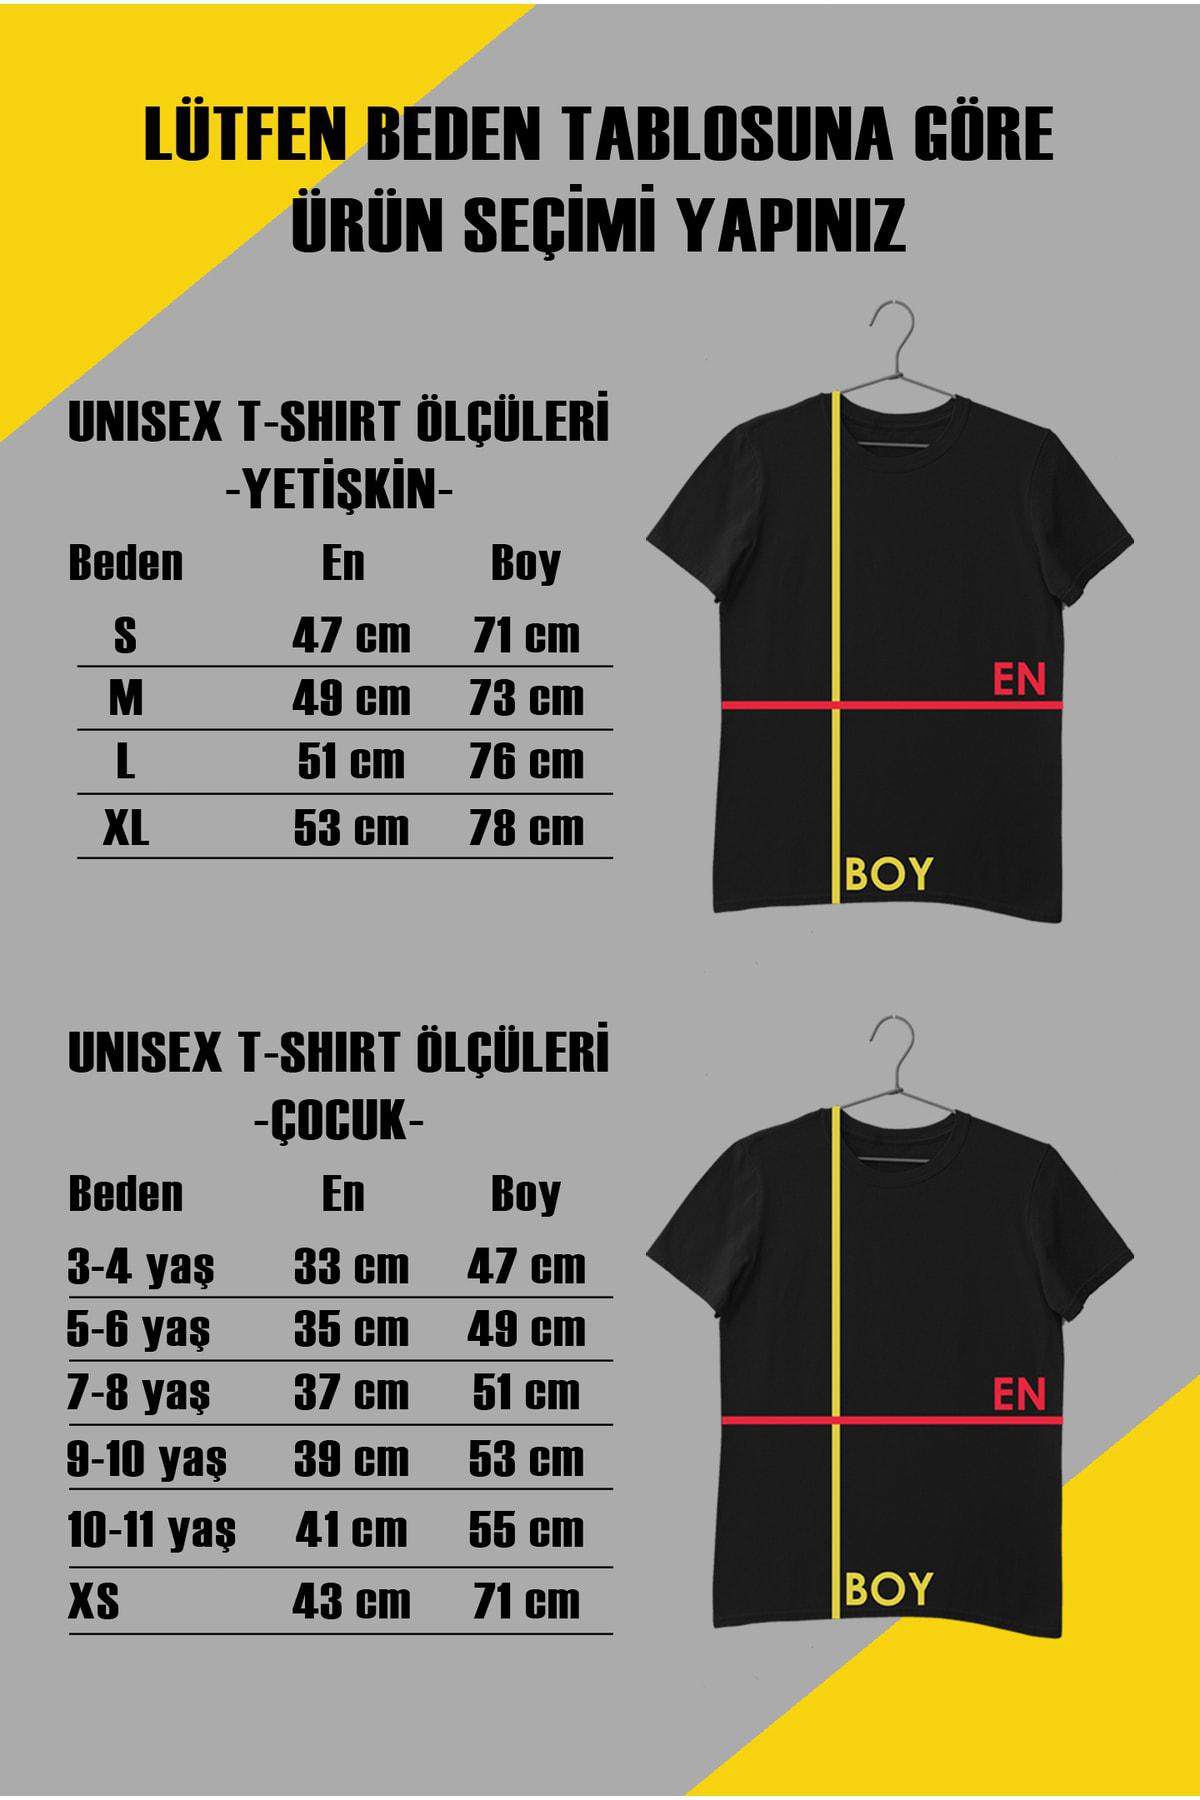 LÜTFEN BEDEN TABLOSUNA GÖRE
ÜRÜN SEÇİMİ YAPINIZ
UNISEX T-SHIRT ÖLÇÜLERİ
-YETİŞKİN-
Beden En Boy
S 47 cm 71 cm
M 49 cm 73 cm
L 51 cm 76 cm
XL 53 cm 78 cm
EN
BOY
UNISEX T-SHIRT ÖLÇÜLERİ
-ÇOCUK-
Beden En Boy
3-4 yaş 33 cm 47 cm
5-6 yaş 35 cm 49 cm
7-8 yaş 37 cm 51 cm
9-10 yaş 39 cm 53 cm
10-11 yaş 41 cm 55 cm
XS 43 cm 71 cm
EN
BOY